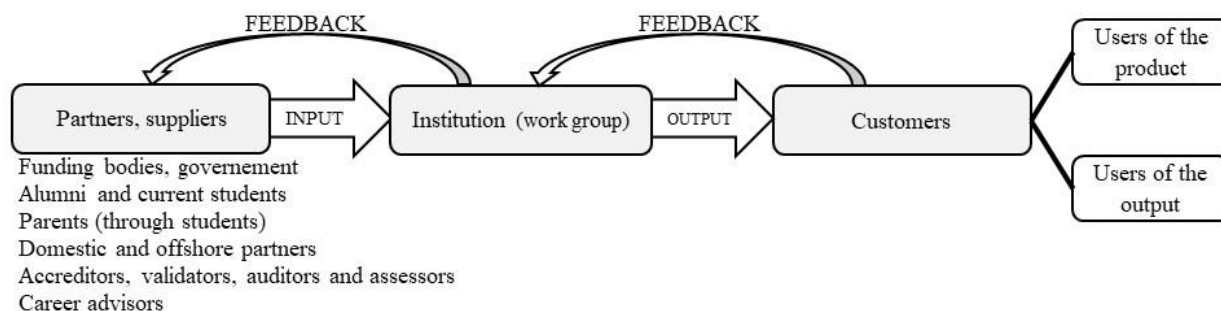 FEEDBACK
FEEDBACK
Users of the
product
Partners, suppliers
INPUT
Institution (work group)
OUTPUT
Customers
Funding bodies, governement
Alumni and current students
Parents (through students)
Domestic and offshore partners
Accreditors, validators, auditors and assessors
Career advisors
Users of the
output